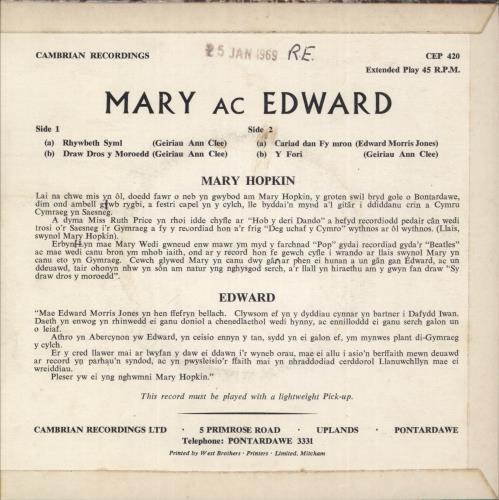 CAMBRIAN RECORDINGS
25 JAN 1969 R.E.
CEP 420
Extended Play 45 R.P.M.
MARY AC EDWARD
Side 1
(a) Rhywbeth Syml (Geiriau Ann Clee)
(b) Draw Dros y Moroedd (Geiriau Ann Clee)
Side 2
(a) Cariad dan Fy mron (Edward Morris Jones)
(b) Y Fori (Geiriau Ann Clee)
MARY HOPKIN
Lai na chwe mis yn ôl, doedd fawr o neb yn gwybod am Mary Hopkin, y groten swil bryd gole o Bontardawe,
dim ond ambell glwb rygbi, a festri capel yn y cylch, lle byddai'n mynd a'l gitâr i ddiddanu criw a Cymu
Cymraeg yn Saesneg.
A dyma Miss Ruth Price yn rhoi idde chyfle ar "Hob y deri Dando" a hefyd recordiodd pedair cân wedi
trosi o'r Saesneg i'r Gymraeg a fy y recordiad hon a'r frig "Deg uchaf y Cymro" wythnos ar ôl wythnos. (Llais,
swynol Mary Hopkin).
Erbyn Hyn mae Mary Wedi gwneud enw mawr ym myd y farchnad "Pop" gydai recordiad gyda'r "Beatles"
ac mae wedi canu bron ym mhob iaith, ond ar y record hon fe gewch cyfle i wrando ar llais swynol Mary yn
canu eto yn Gymraeg. Cewch glywed Mary yn canu dwy gân ar phen ei hunan a un gân gan Edward, ac un
ddeuawd, tair ohonyn nhw yn sôn am natur yng nghysgod serch, a'r llall yn hiraethu am y gwyn fan draw "Sy
draw dros y moroedd".
EDWARD
"Mae Edward Morris Jones yn hen ffefryn bellach. Clywsom ef yn y dyddiau cynnar yn bartner i Dafydd Iwan.
Daeth yn enwog yn rhinwedd ei ganu doniol a chenedlaethol wedi hynny, ac ennilloddd ei ganu serch galon un
o leiaf.
Athro yn Abercynon yw Edward, yn ceisio ennyn y tan, sydd yn ei galon ef, ym mynwes plant di-Gymraeg
y cylch.
Er y cred llawer mai ar lwyfan y daw ei ddawn i'r wyneb orau, mae ei allu i asio'n berffaith mewn deuawd
ar record yn parhau'n syndod, ac yn pwysleisio'r ffaith mai yn nhraddodiad cerddorol Llanuwchllyn mae ei
wreiddiau.
Pleser yw ei yng nghwmni Mary Hopkin."
This record must be played with a lightweight Pick-up.
CAMBRIAN RECORDINGS LTD · 5 PRIMROSE ROAD · UPLANDS · PONTARDAWE
Telephone: PONTARDAWE 3331
Printed by West Brothers · Printers · Limited, Mitcham